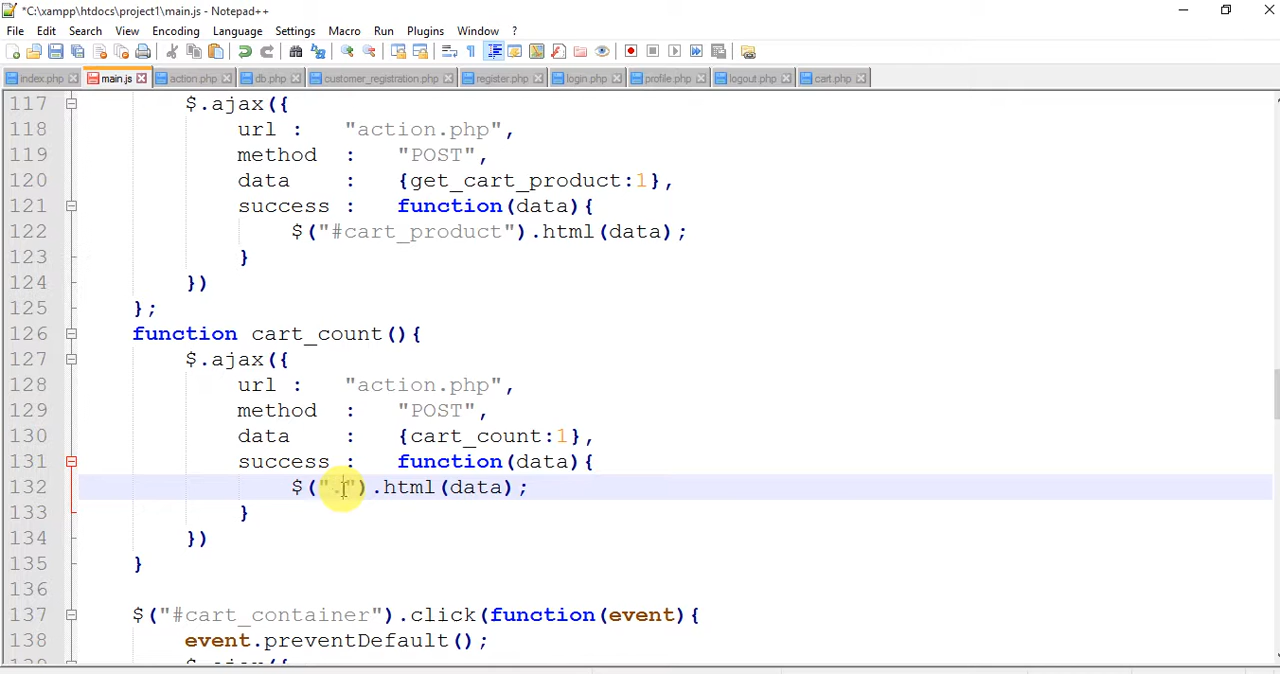 *C:\xampp\htdocs\project1\main.js - Notepad++
File Edit Search View Encoding Language Settings Macro Run Plugins Window ?
index.php main.js action.php db.php customer_registration.php register.php login.php profile.php logout.php cart.php
117 $.ajax({
118 url : "action.php",
119 method : "POST",
120 data : {get_cart_product:1},
121 success : function(data){
122 $("#cart_product").html(data);
123 }
124 })
125 };
126 function cart_count(){
127 $.ajax({
128 url : "action.php",
129 method : "POST",
130 data : {cart_count:1},
131 success : function(data){
132 $(".").html(data);
133 }
134 })
135 }
136
137 $("#cart_container").click(function(event){
138 event.preventDefault();
139 $.ajax({